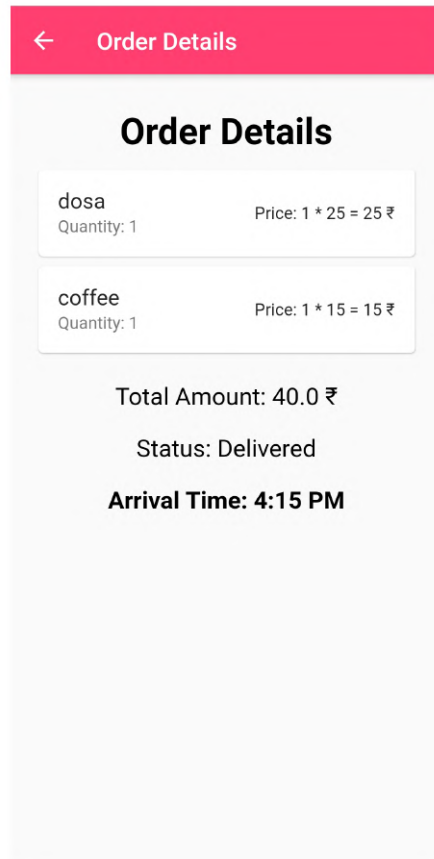 Order Details
Order Details
dosa
Quantity: 1
Price: 1 * 25 = 25 ₹
coffee
Quantity: 1
Price: 1 * 15 = 15 ₹
Total Amount: 40.0 ₹
Status: Delivered
Arrival Time: 4:15 PM